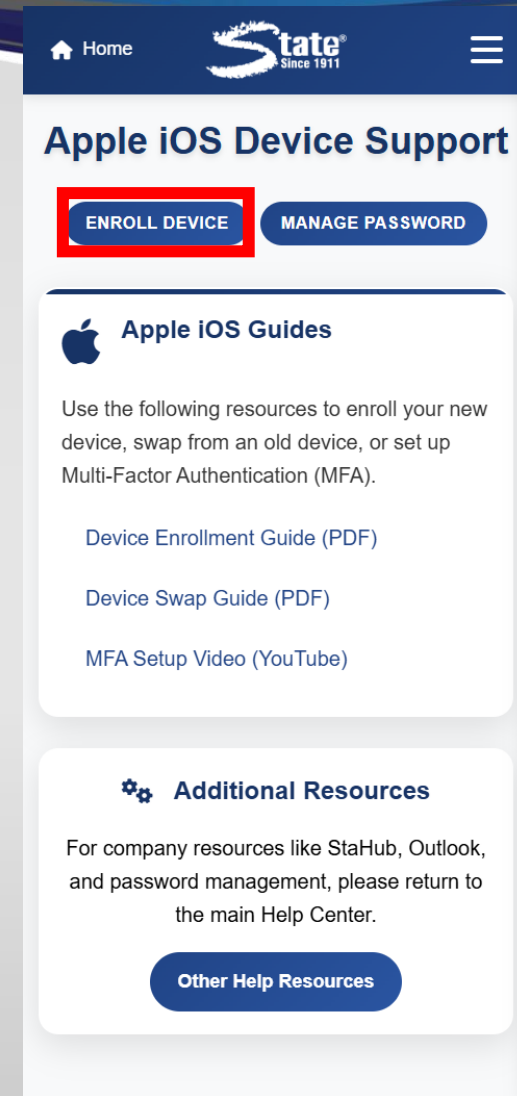 Home
State®
Since 1911
Apple iOS Device Support
ENROLL DEVICE
MANAGE PASSWORD
Apple iOS Guides
Use the following resources to enroll your new
device, swap from an old device, or set up
Multi-Factor Authentication (MFA).
Device Enrollment Guide (PDF)
Device Swap Guide (PDF)
MFA Setup Video (YouTube)
Additional Resources
For company resources like StaHub, Outlook,
and password management, please return to
the main Help Center.
Other Help Resources